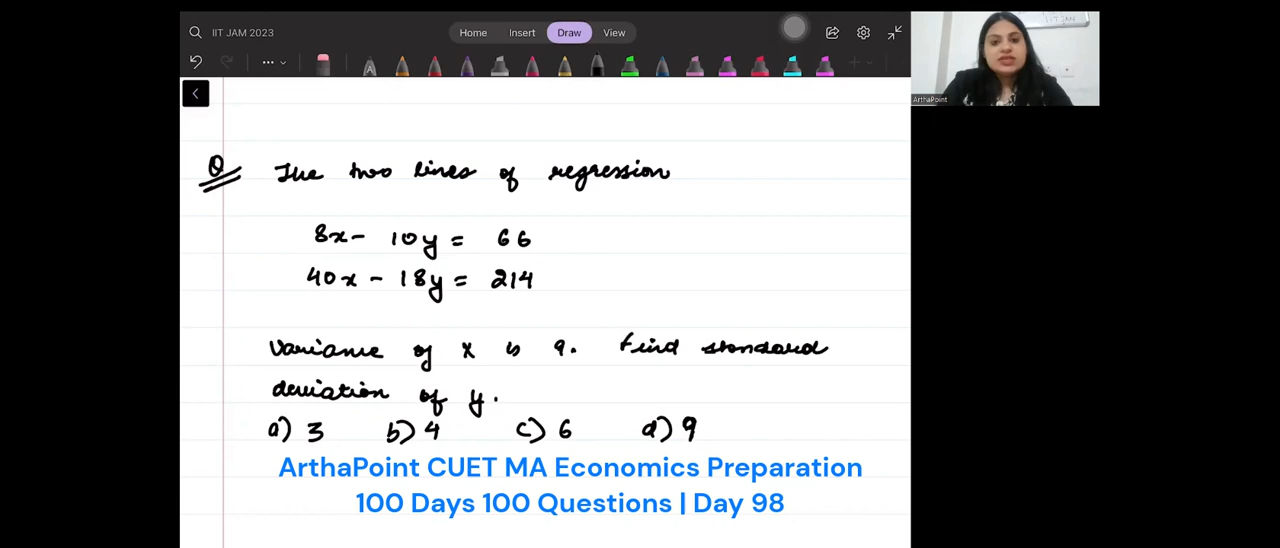 IIT JAM 2023
Home Insert Draw View
ArthaPoint
Q The two lines of regression
8x - 10y = 66
40x - 18y = 214
Variance of x is 9. Find standard
deviation of y.
a) 3 b) 4 c) 6 d) 9
ArthaPoint CUET MA Economics Preparation
100 Days 100 Questions | Day 98